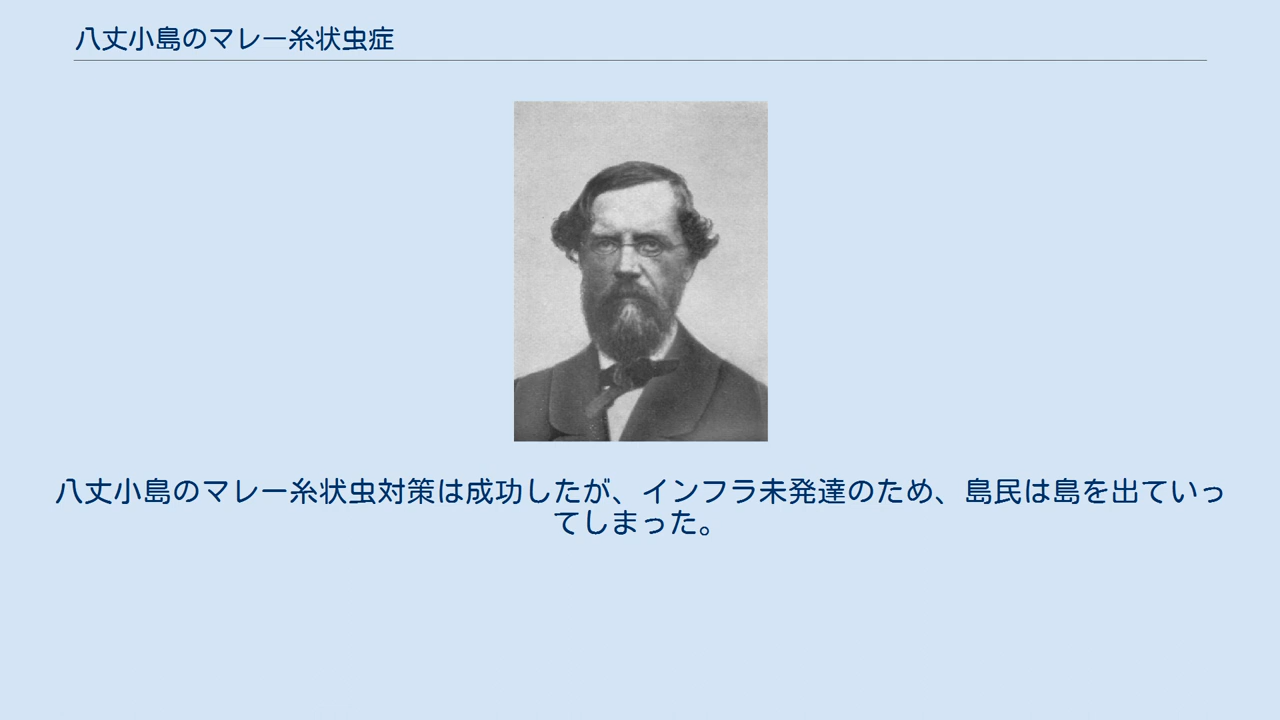 八丈小島のマレー糸状虫症
八丈小島のマレー糸状虫対策は成功したが、インフラ未発達のため、島民は島を出ていっ
てしまった。